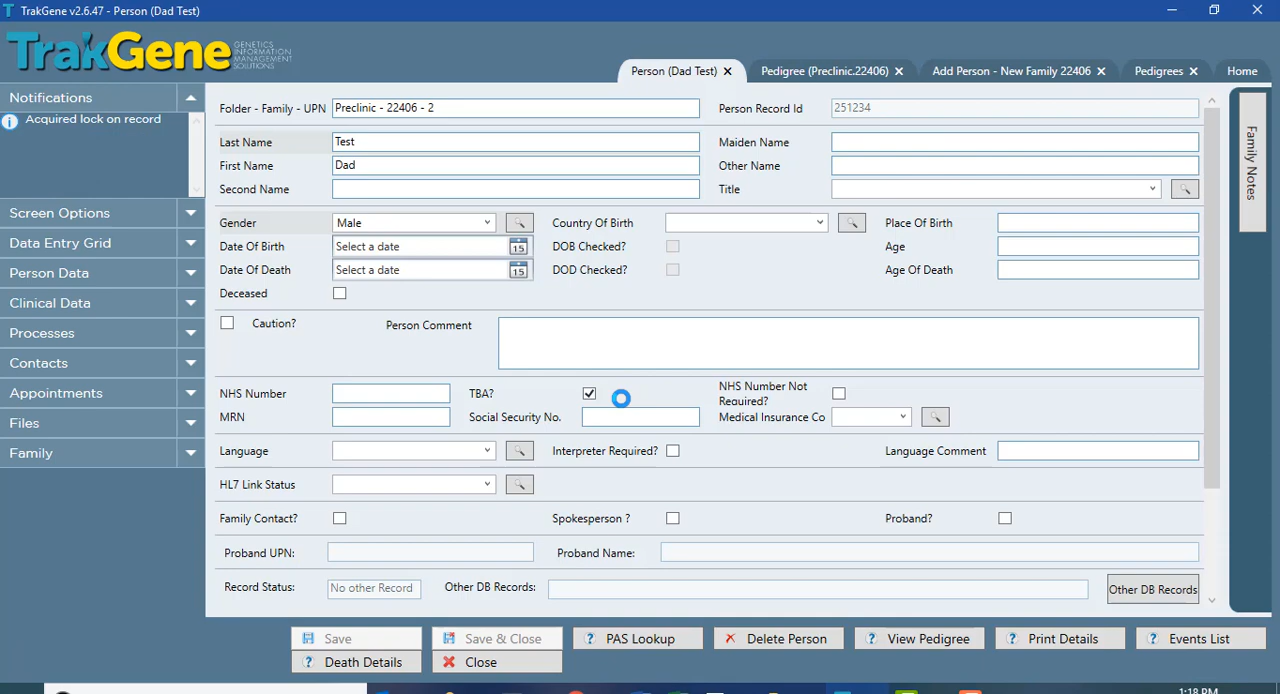 TrakGene v2.6.47 - Person (Dad Test)
TrakGene GENETICS INFORMATION MANAGEMENT SOLUTIONS
Person (Dad Test) Pedigree (Preclinic.22406) Add Person - New Family 22406 Pedigrees Home
Notifications
Acquired lock on record
Screen Options
Data Entry Grid
Person Data
Clinical Data
Processes
Contacts
Appointments
Files
Family
Folder - Family - UPN Preclinic - 22406 - 2 Person Record Id 251234
Last Name Test Maiden Name
First Name Dad Other Name
Second Name Title
Gender Male Country Of Birth Place Of Birth
Date Of Birth Select a date 15 DOB Checked? Age
Date Of Death Select a date 15 DOD Checked? Age Of Death
Deceased
Caution? Person Comment
NHS Number TBA? NHS Number Not Required?
MRN Social Security No. Medical Insurance Co
Language Interpreter Required? Language Comment
HL7 Link Status
Family Contact? Spokesperson ? Proband?
Proband UPN: Proband Name:
Record Status: No other Record Other DB Records: Other DB Records
Family Notes
Save Save & Close PAS Lookup Delete Person View Pedigree Print Details Events List
Death Details Close
1:18 PM